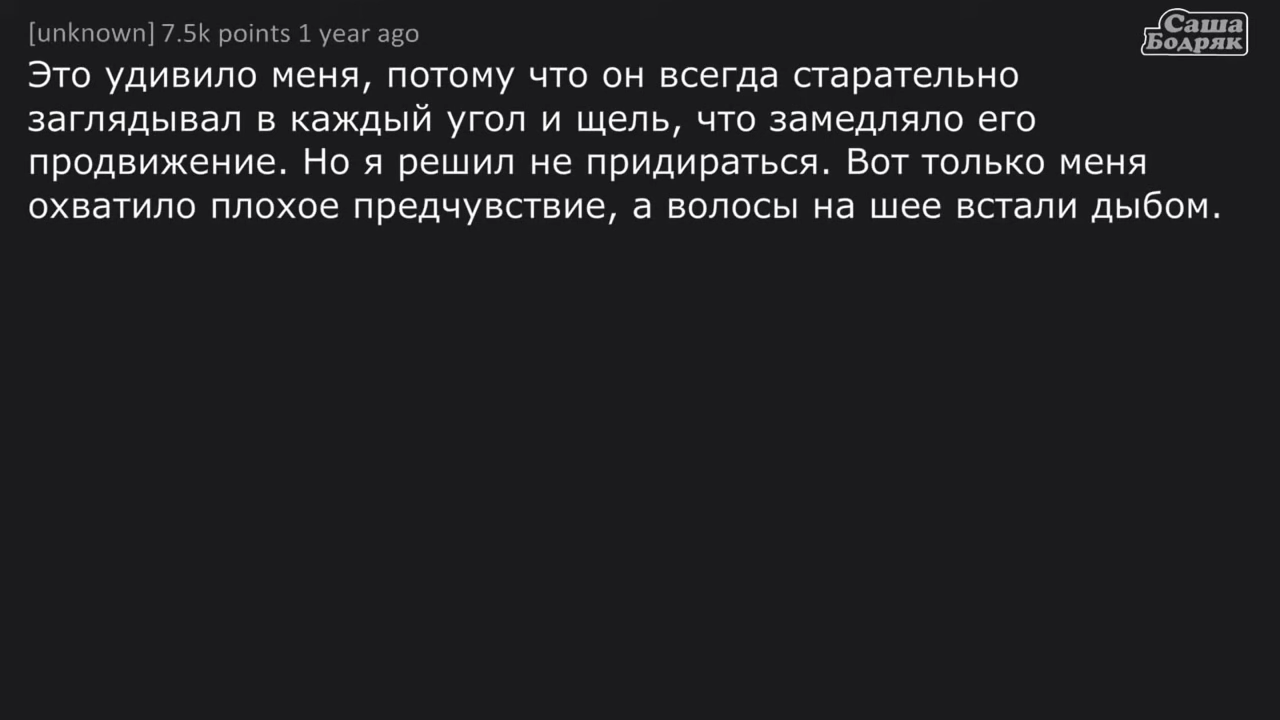 [unknown] 7.5k points 1 year ago
Саша
Бодряк
Это удивило меня, потому что он всегда старательно
заглядывал в каждый угол и щель, что замедляло его
продвижение. Но я решил не придираться. Вот только меня
охватило плохое предчувствие, а волосы на шее встали дыбом.